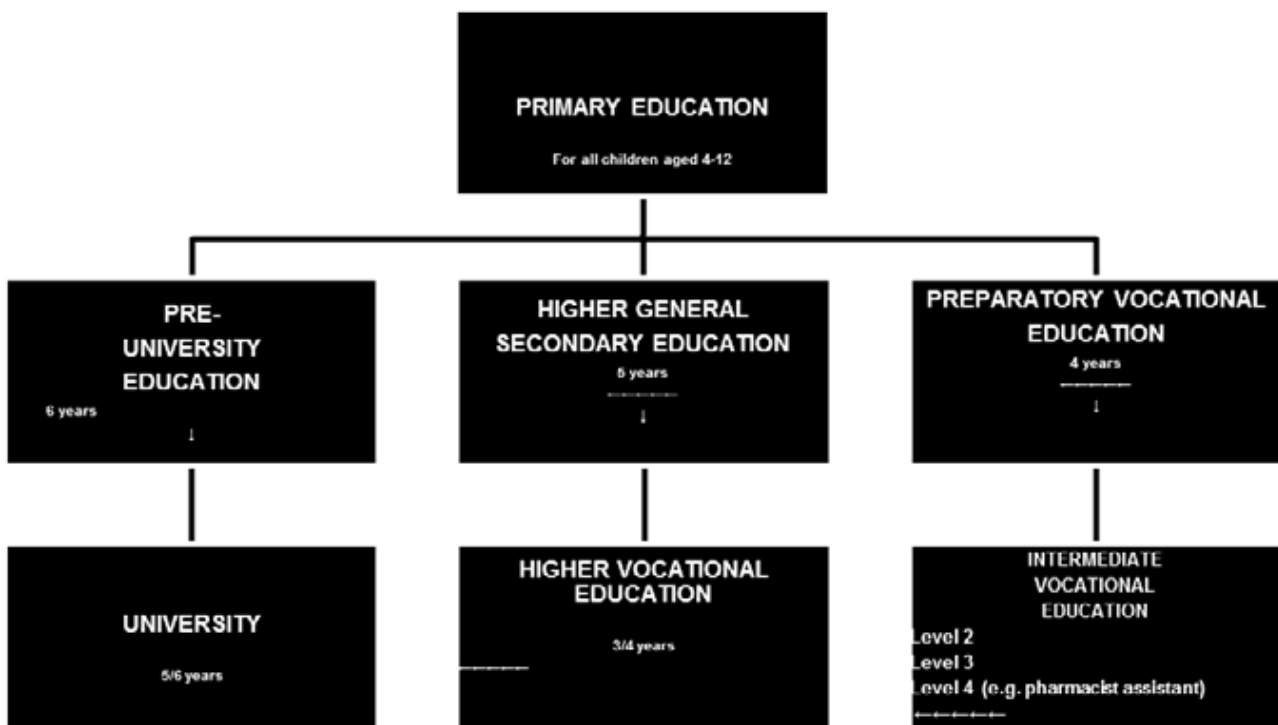 PRIMARY EDUCATION
For all children aged 4-12
PRE-
UNIVERSITY
EDUCATION
6 years
↓
HIGHER GENERAL
SECONDARY EDUCATION
5 years
←←←←←
↓
PREPARATORY VOCATIONAL
EDUCATION
4 years
←←←←←
↓
UNIVERSITY
5/6 years
HIGHER VOCATIONAL
EDUCATION
3/4 years
←←←←←
INTERMEDIATE
VOCATIONAL
EDUCATION
Level 2
Level 3
Level 4 (e.g. pharmacist assistant)
←←←←←